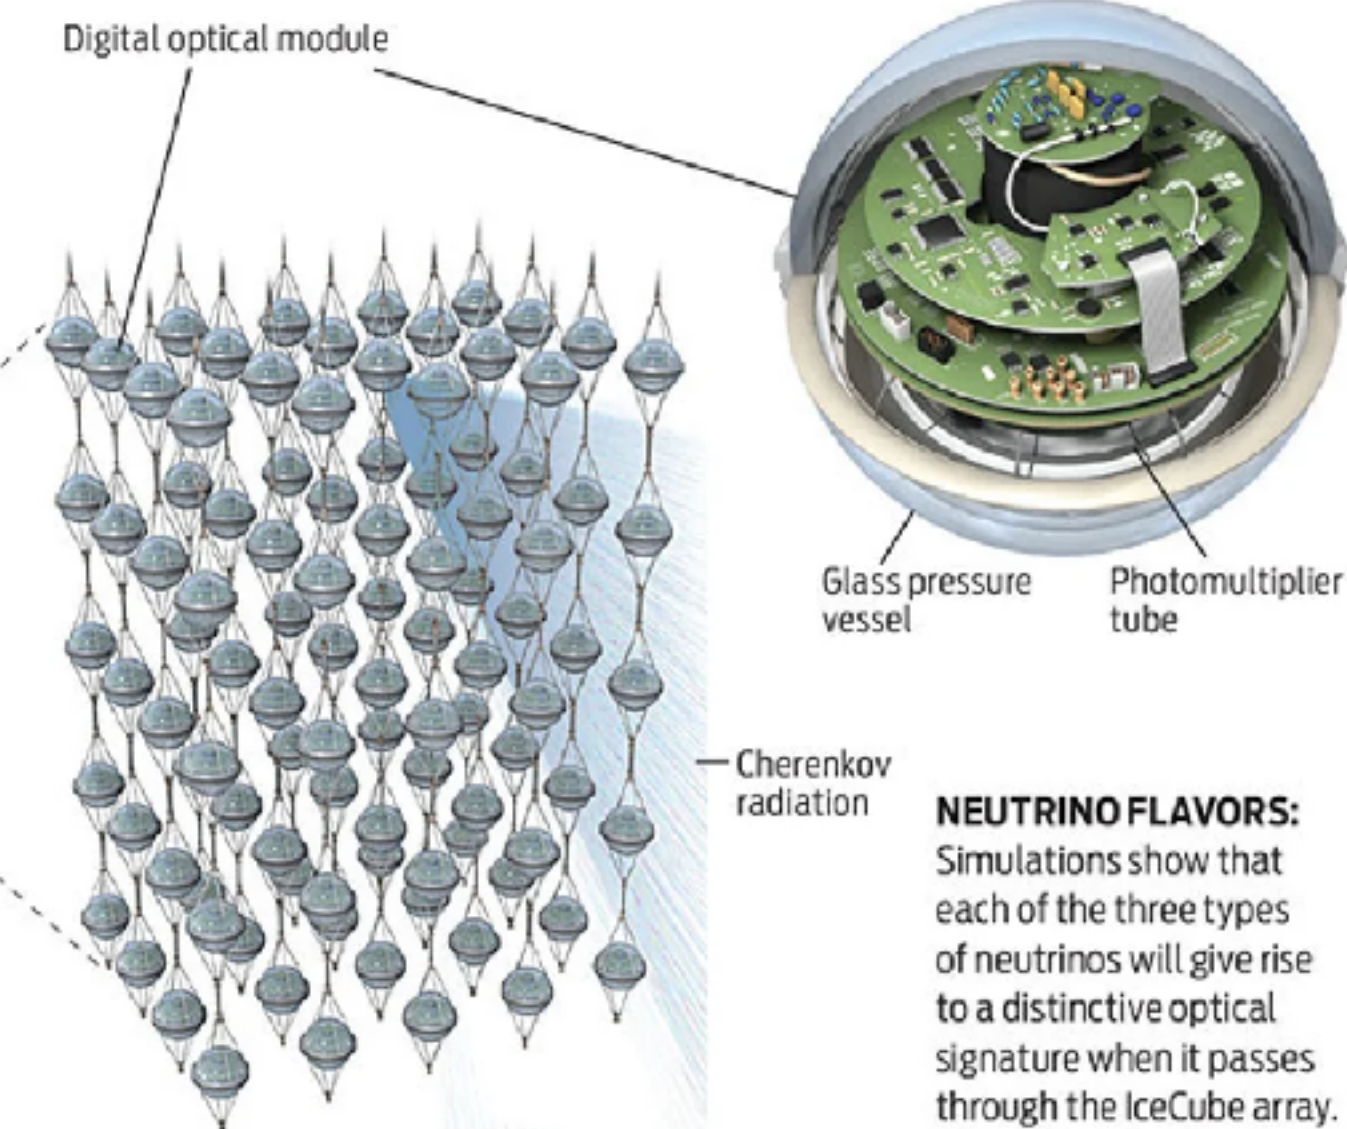 Digital optical module
Glass pressure
vessel
Photomultiplier
tube
Cherenkov
radiation
NEUTRINO FLAVORS:
Simulations show that
each of the three types
of neutrinos will give rise
to a distinctive optical
signature when it passes
through the IceCube array.